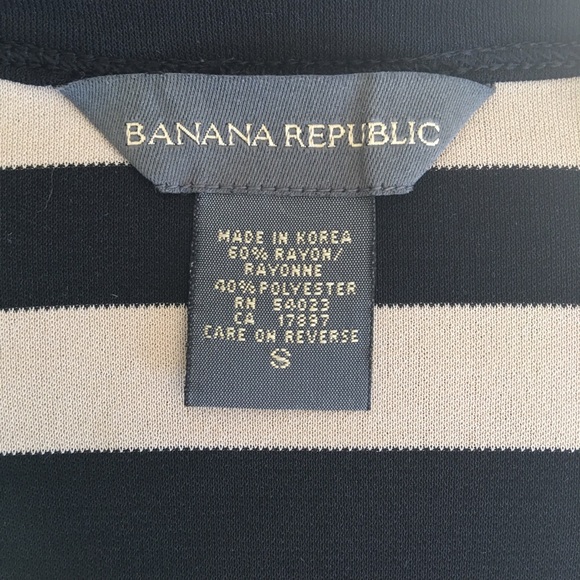 BANANA REPUBLIC
MADE IN KOREA
60% RAYON/
RAYONNE
40% POLYESTER
RN 54023
CA 17897
CARE ON REVERSE
S